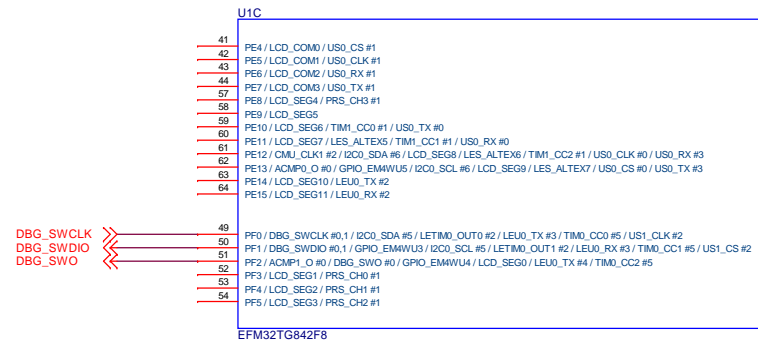 U1C
41 PE4 / LCD_COM0 / US0_CS #1
42 PE5 / LCD_COM1 / US0_CLK #1
43 PE6 / LCD_COM2 / US0_RX #1
44 PE7 / LCD_COM3 / US0_TX #1
57 PE8 / LCD_SEG4 / PRS_CH3 #1
58 PE9 / LCD_SEG5
59 PE10 / LCD_SEG6 / TIM1_CC0 #1 / US0_TX #0
60 PE11 / LCD_SEG7 / LES_ALTEX5 / TIM1_CC1 #1 / US0_RX #0
61 PE12 / CMU_CLK1 #2 / I2C0_SDA #6 / LCD_SEG8 / LES_ALTEX6 / TIM1_CC2 #1 / US0_CLK #0 / US0_RX #3
62 PE13 / ACMP0_O #0 / GPIO_EM4WU5 / I2C0_SCL #6 / LCD_SEG9 / LES_ALTEX7 / US0_CS #0 / US0_TX #3
63 PE14 / LCD_SEG10 / LEU0_TX #2
64 PE15 / LCD_SEG11 / LEU0_RX #2
DBG_SWCLK 49 PF0 / DBG_SWCLK #0,1 / I2C0_SDA #5 / LETIM0_OUT0 #2 / LEU0_TX #3 / TIM0_CC0 #5 / US1_CLK #2
DBG_SWDIO 50 PF1 / DBG_SWDIO #0,1 / GPIO_EM4WU3 / I2C0_SCL #5 / LETIM0_OUT1 #2 / LEU0_RX #3 / TIM0_CC1 #5 / US1_CS #2
DBG_SWO 51 PF2 / ACMP1_O #0 / DBG_SWO #0 / GPIO_EM4WU4 / LCD_SEG0 / LEU0_TX #4 / TIM0_CC2 #5
52 PF3 / LCD_SEG1 / PRS_CH0 #1
53 PF4 / LCD_SEG2 / PRS_CH1 #1
54 PF5 / LCD_SEG3 / PRS_CH2 #1
EFM32TG842F8